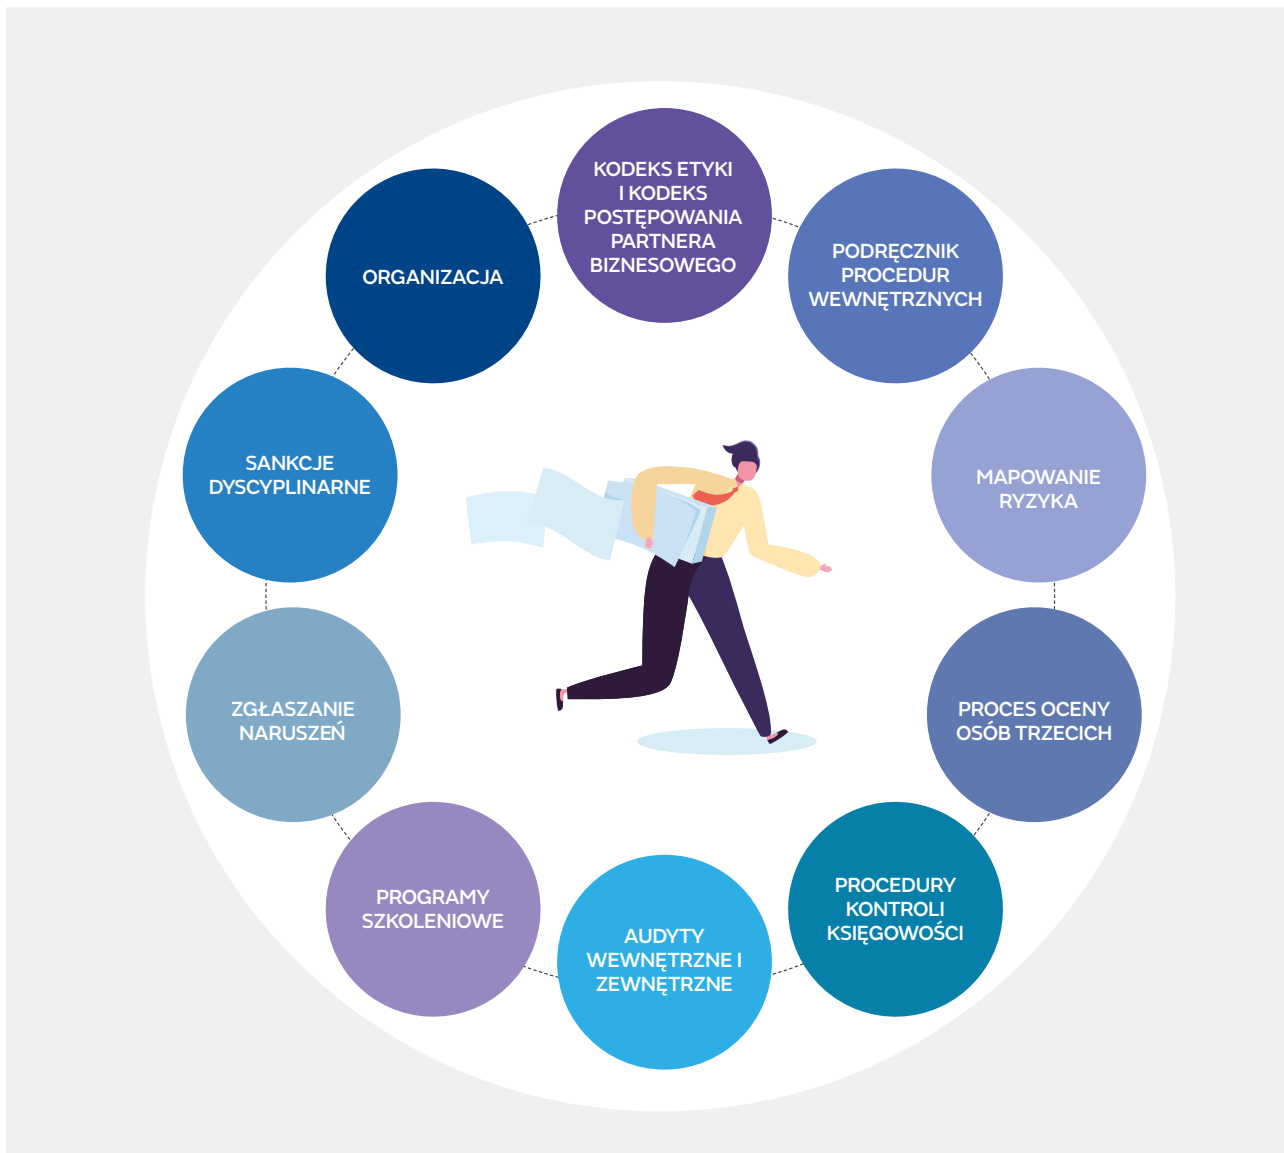 KODEKS ETYKI
I KODEKS
POSTĘPOWANIA
PARTNERA
BIZNESOWEGO
PODRĘCZNIK
PROCEDUR
WEWNĘTRZNYCH
MAPOWANIE
RYZYKA
PROCES OCENY
OSÓB TRZECICH
PROCEDURY
KONTROLI
KSIĘGOWOŚCI
AUDYTY
WEWNĘTRZNE I
ZEWNĘTRZNE
PROGRAMY
SZKOLENIOWE
ZGŁASZANIE
NARUSZEŃ
SANKCJE
DYSCYPLINARNE
ORGANIZACJA